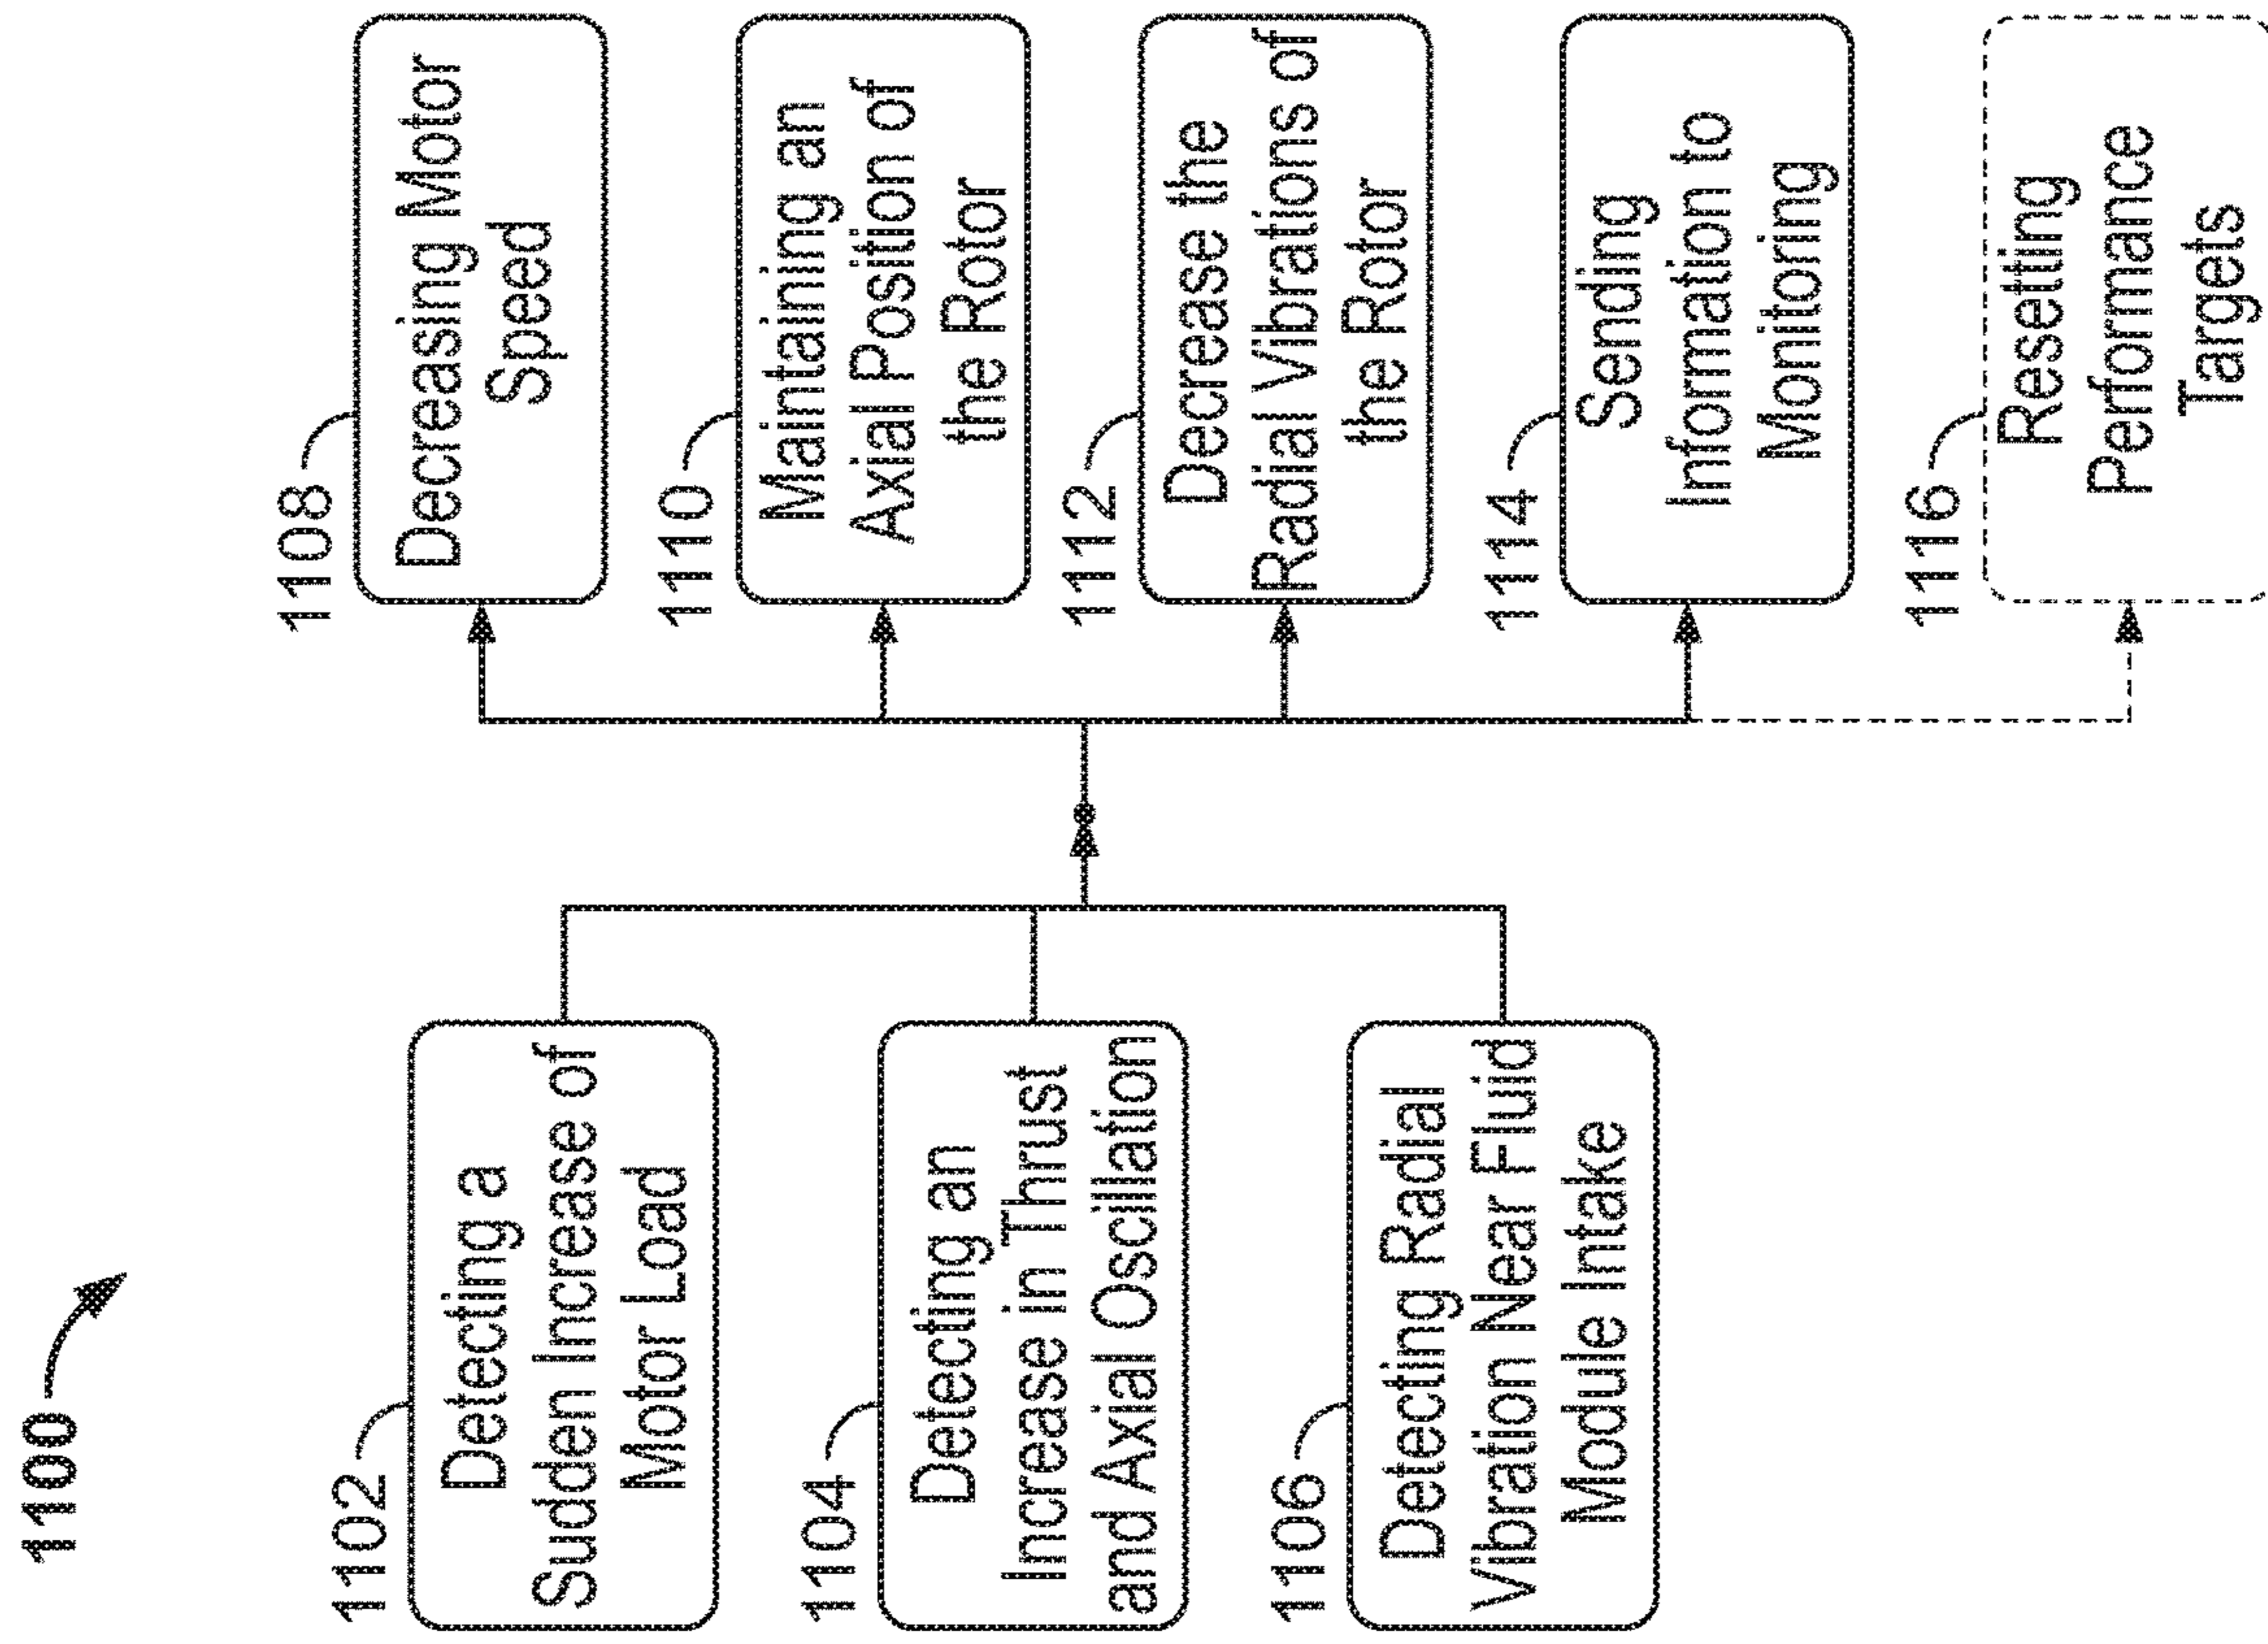 1100
1102
Detecting a
Sudden Increase of
Motor Load
1104
Detecting an
Increase in Thrust
and Axial Oscillation
1106
Detecting Radial
Vibration Near Fluid
Module Intake
1108
Decreasing Motor
Speed
1110
Maintaining an
Axial Position of
the Rotor
1112
Decrease the
Radial Vibrations of
the Rotor
1114
Sending
Information to
Monitoring
1116
Resetting
Performance
Targets